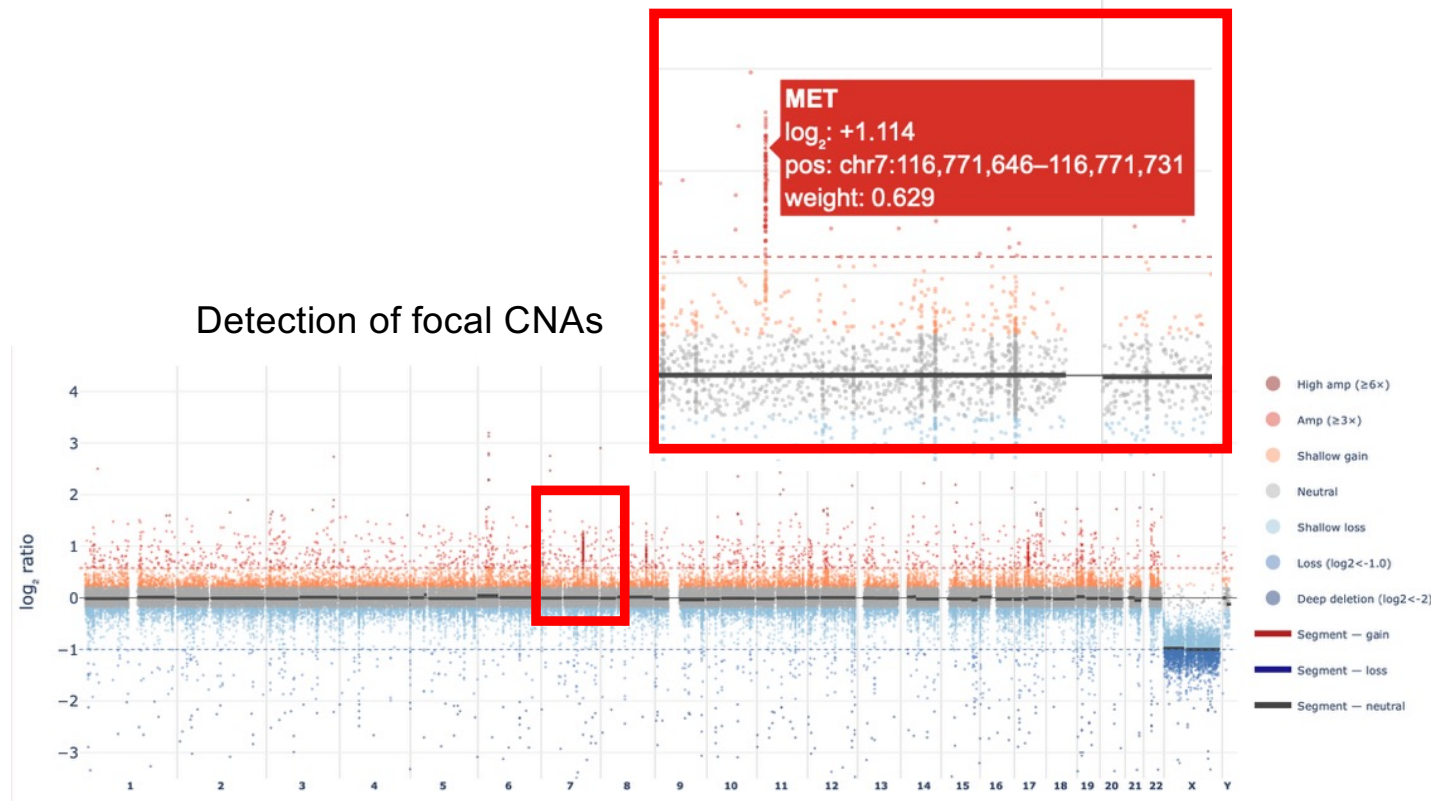 MET
log₂: +1.114
pos: chr7:116,771,646–116,771,731
weight: 0.629
Detection of focal CNAs
log₂ ratio
4
3
2
1
0
−1
−2
−3
1 2 3 4 5 6 7 8 9 10 11 12 13 14 15 16 17 18 19 20 21 22 X Y
High amp (≥6×)
Amp (≥3×)
Shallow gain
Neutral
Shallow loss
Loss (log2<-1.0)
Deep deletion (log2<-2)
Segment — gain
Segment — loss
Segment — neutral